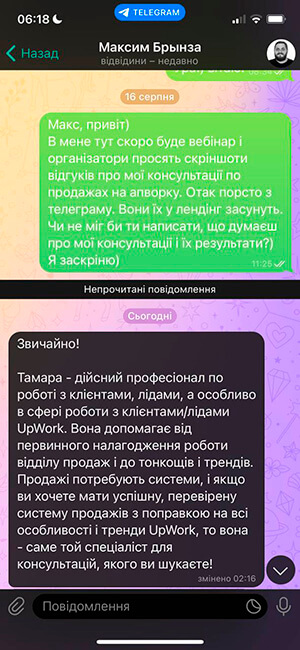 TELEGRAM
06:18
Назад
Максим Брынза
відвідини – недавно
16 серпня
Макс, привіт)
В мене тут скоро буде вебінар і
організатори просять скріншоти
відгуків про мої консультації по
продажах на апворку. Отак порсто з
телеграму. Вони їх у лендінг засунуть.
Чи не міг би ти написати, що думаєш
про мої консультації і їх результати?)
Я заскріню)
11:25
Непрочитані повідомлення
Сьогодні
Звичайно!
Тамара - дійсний професіонал по
роботі з клієнтами, лідами, а особливо
в сфері роботи з клієнтами/лідами
UpWork. Вона допомагає від
первинного налагодження роботи
відділу продаж і до тонкощів і трендів.
Продажі потребують системи, і якщо
ви хочете мати успішну, перевірену
систему продажів з поправкою на всі
особливості і тренди UpWork, то вона
- саме той спеціаліст для
консультацій, якого ви шукаєте!
змінено 02:16
Повідомлення